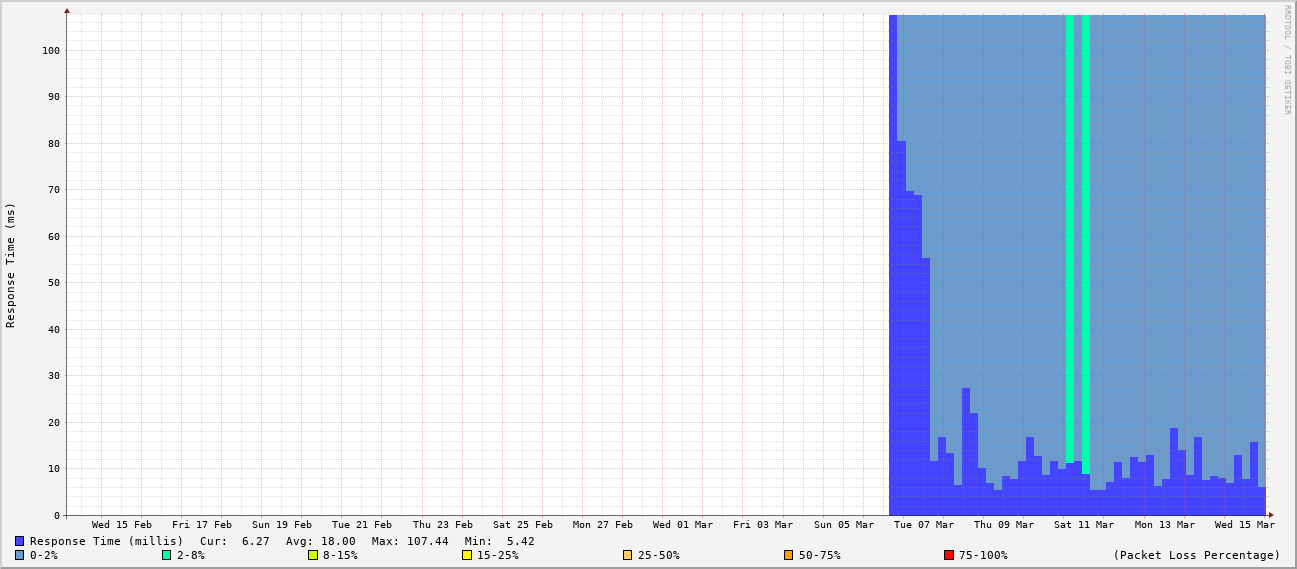 RRDTOOL / TOBI OETIKER
Response Time (ms)
100
90
80
70
60
50
40
30
20
10
0
Wed 15 Feb Fri 17 Feb Sun 19 Feb Tue 21 Feb Thu 23 Feb Sat 25 Feb Mon 27 Feb Wed 01 Mar Fri 03 Mar Sun 05 Mar Tue 07 Mar Thu 09 Mar Sat 11 Mar Mon 13 Mar Wed 15 Mar
Response Time (millis) Cur: 6.27 Avg: 18.00 Max: 107.44 Min: 5.42
0-2% 2-8% 8-15% 15-25% 25-50% 50-75% 75-100% (Packet Loss Percentage)